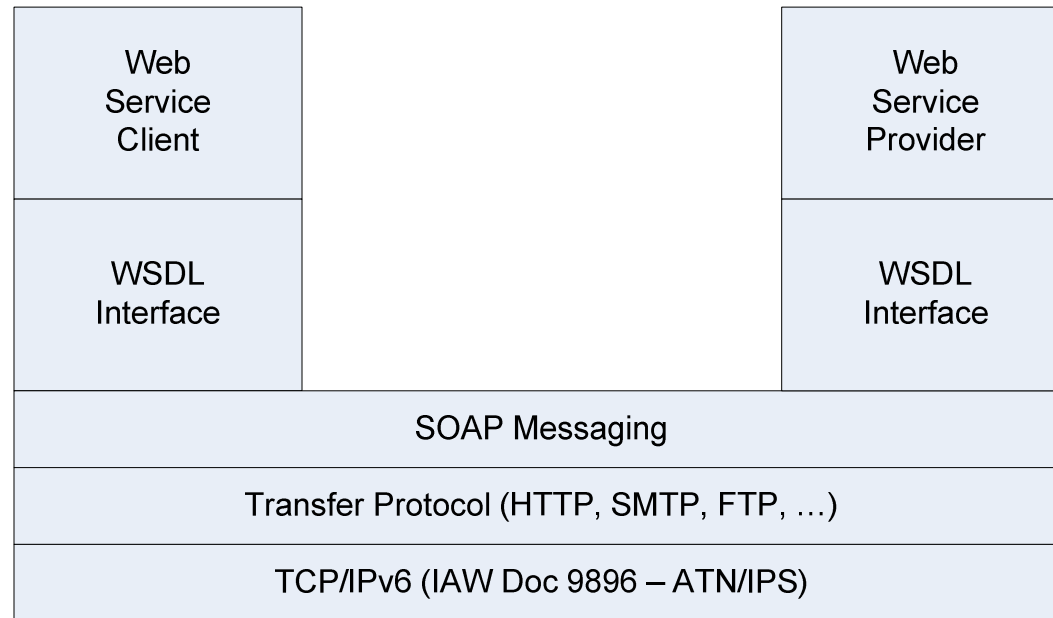 Web
Service
Client
Web
Service
Provider
WSDL
Interface
WSDL
Interface
SOAP Messaging
Transfer Protocol (HTTP, SMTP, FTP, …)
TCP/IPv6 (IAW Doc 9896 – ATN/IPS)